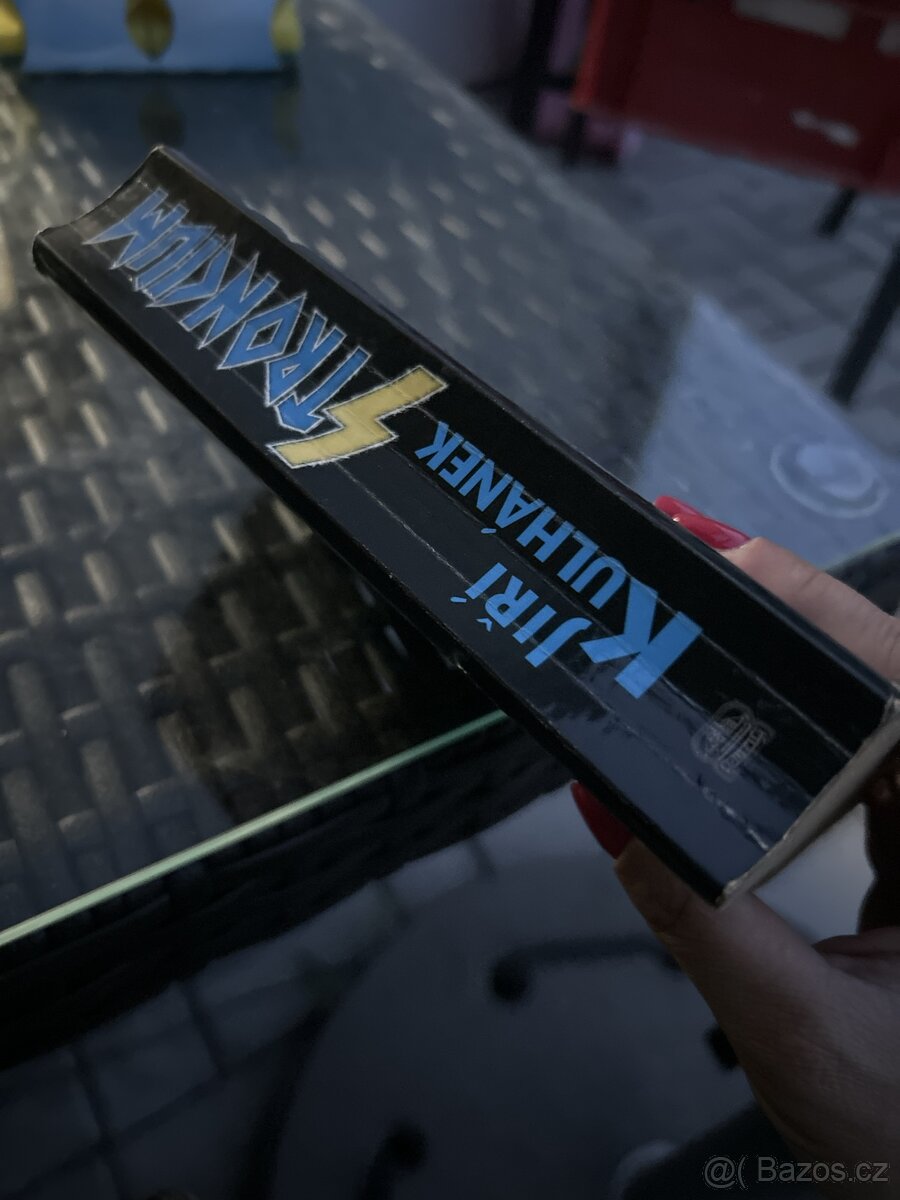 JIŘÍ
KULHÁNEK
STRONCIUM
@( Bazos.cz